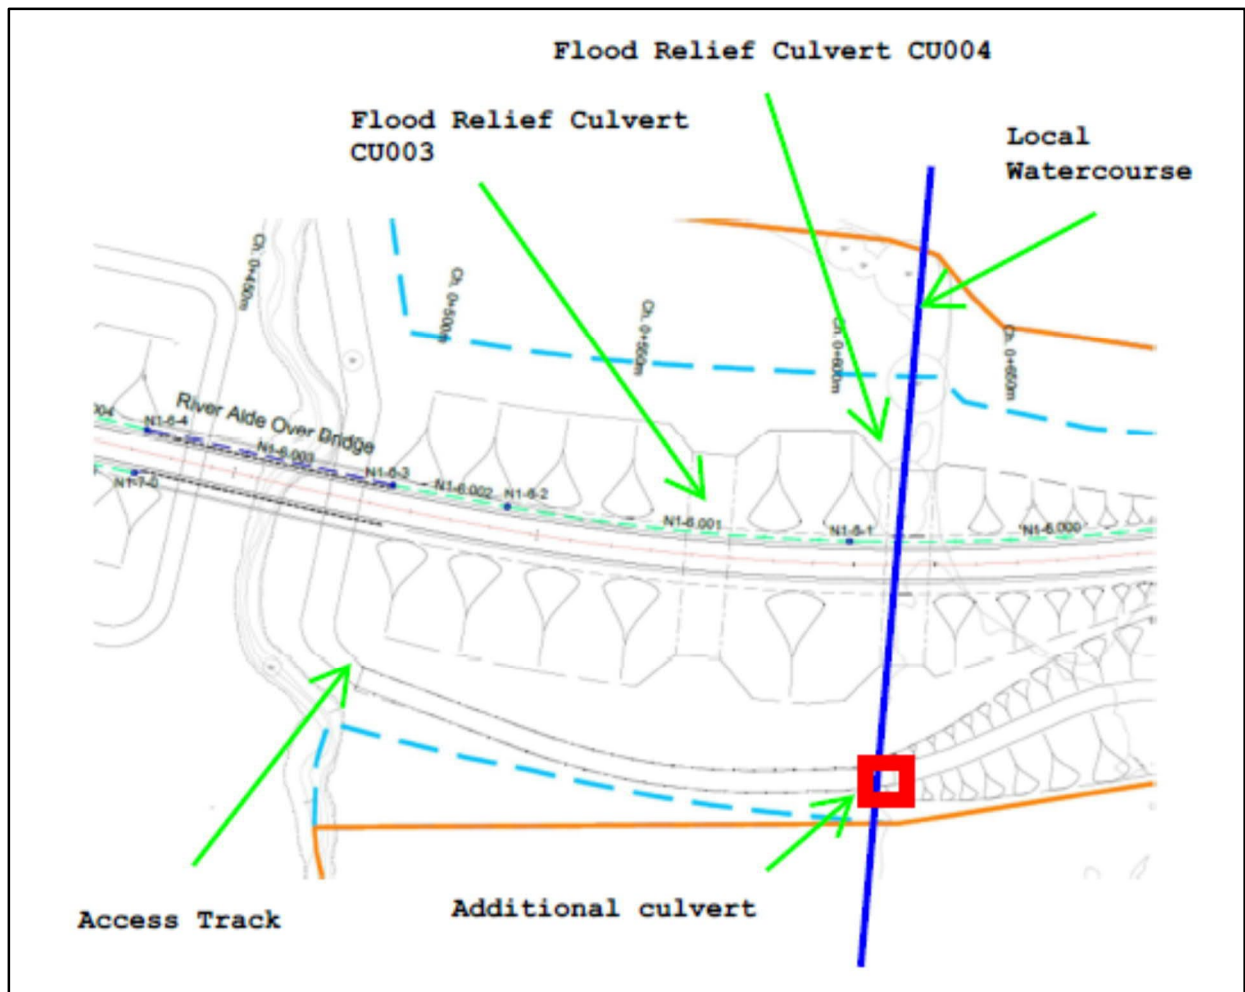 Flood Relief Culvert CU004
Flood Relief Culvert
CU003
Local
Watercourse
Ch. 0+450m
Ch. 0+500m
Ch. 0+550m
Ch. 0+600m
Ch. 0+650m
River Alde Over Bridge
004
N1-6-4
N1-6.003
N1-6-3
N1-7-0
N1-6.002
N1-6-2
N1-6.001
N1-6-1
N1-6.000
Access Track
Additional culvert